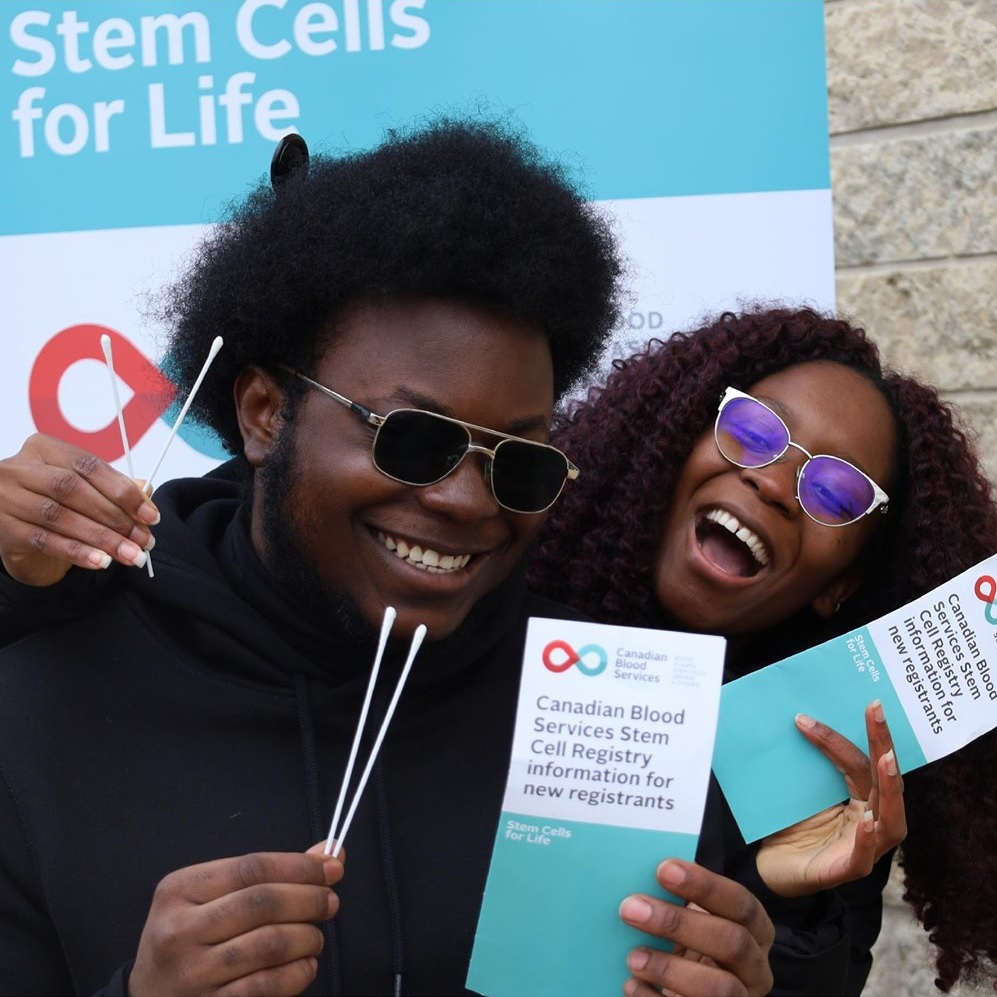 Stem Cells
for Life
OOD
Canadian
Blood
Services
Canadian Blood
Services Stem
Cell Registry
information for
new registrants
Stem Cells
for Life
Canadian Blood
Services Stem
Cell Registry
information for
new registrants
Stem Cells
for Life